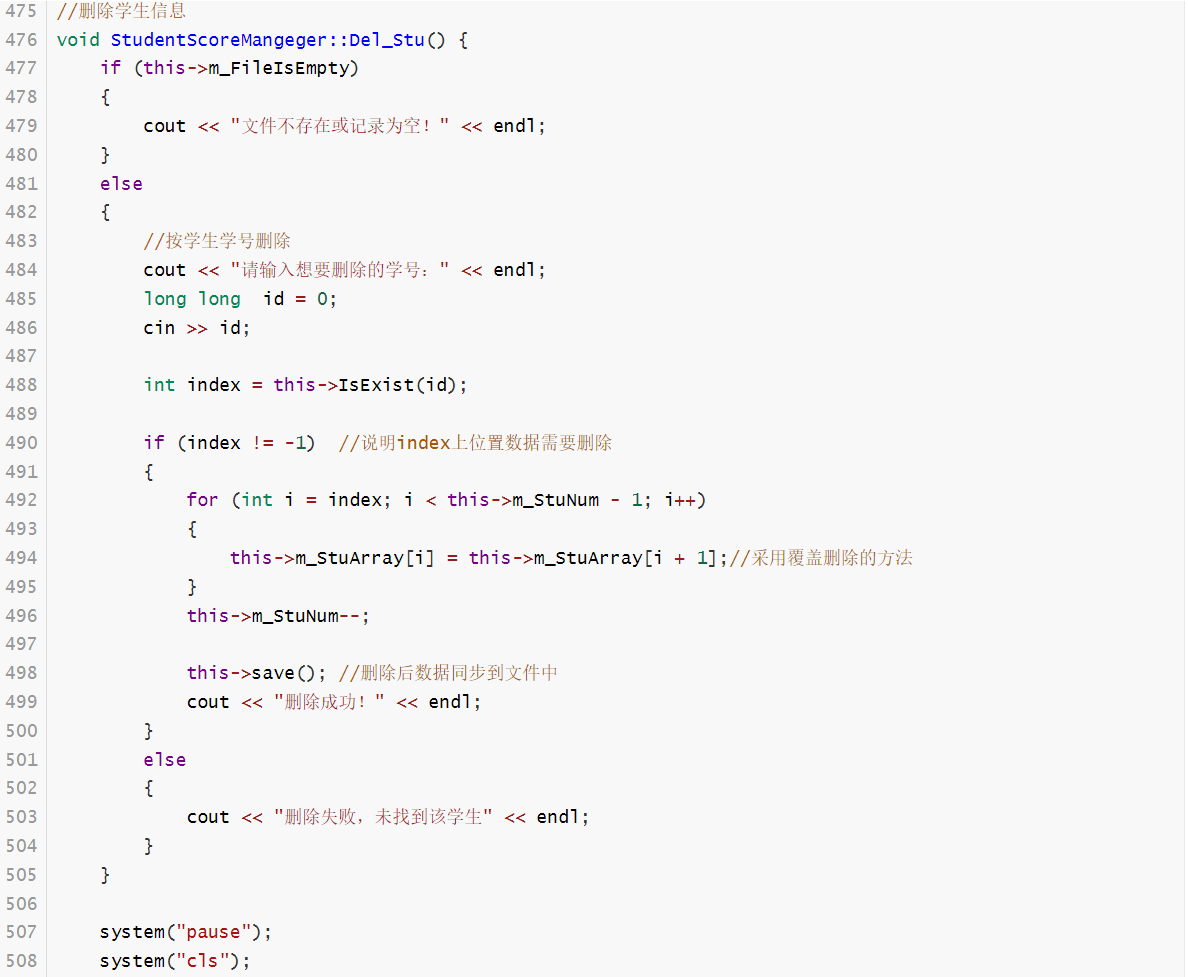 475 //删除学生信息
476 void StudentScoreMangeger::Del_Stu() {
477     if (this->m_FileIsEmpty)
478     {
479         cout << "文件不存在或记录为空！" << endl;
480     }
481     else
482     {
483         //按学生学号删除
484         cout << "请输入想要删除的学号：" << endl;
485         long long  id = 0;
486         cin >> id;
487
488         int index = this->IsExist(id);
489
490         if (index != -1)  //说明index上位置数据需要删除
491         {
492             for (int i = index; i < this->m_StuNum - 1; i++)
493             {
494                 this->m_StuArray[i] = this->m_StuArray[i + 1];//采用覆盖删除的方法
495             }
496             this->m_StuNum--;
497
498             this->save(); //删除后数据同步到文件中
499             cout << "删除成功！" << endl;
500         }
501         else
502         {
503             cout << "删除失败，未找到该学生" << endl;
504         }
505     }
506
507     system("pause");
508     system("cls");